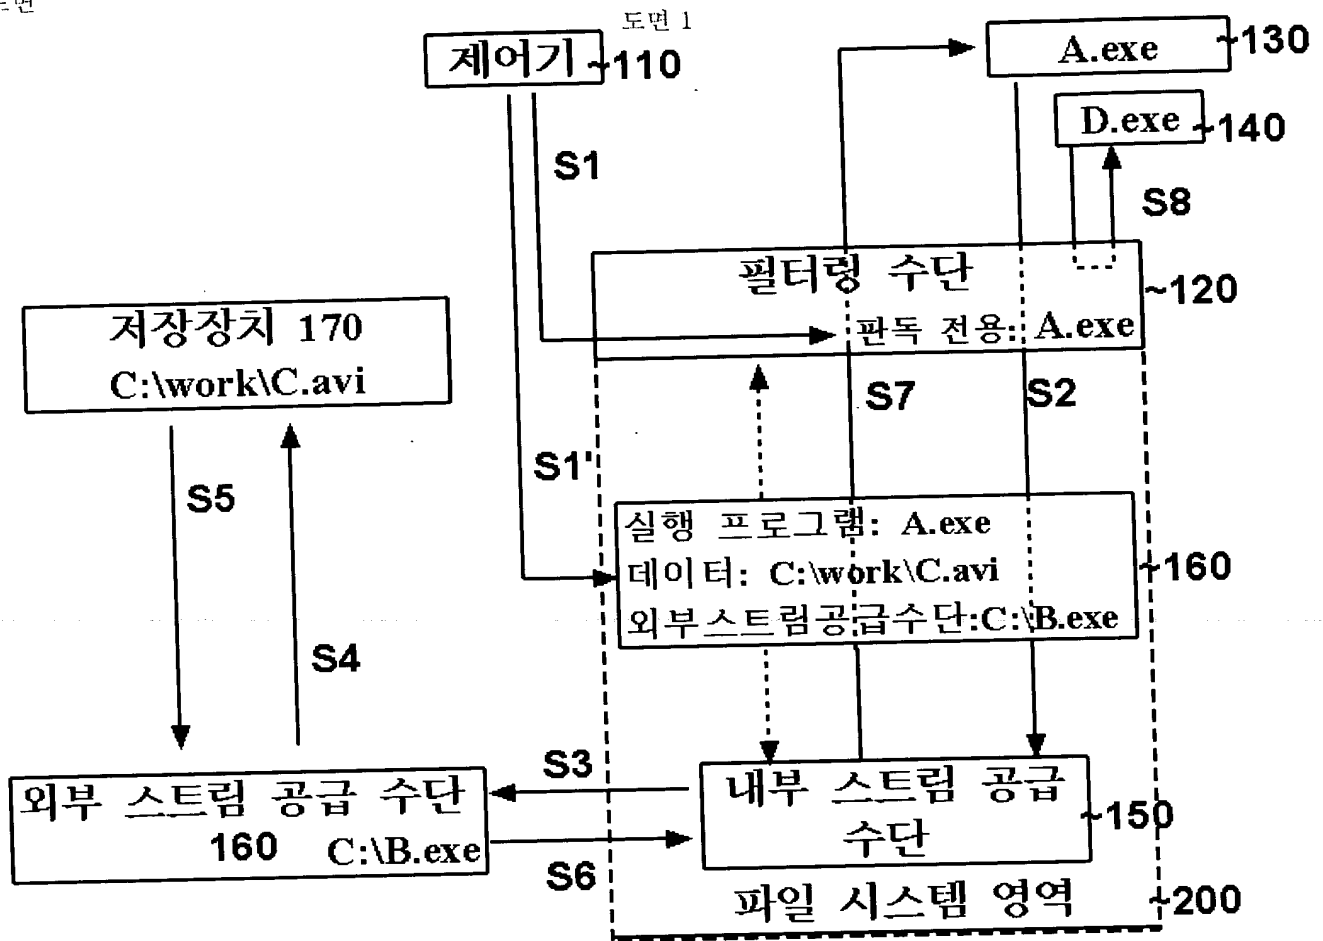 도면
도면 1
제어기 ~110
A.exe ~130
D.exe ~140
S1
S8
필터링 수단
~120
판독 전용: A.exe
저장장치 170
C:\work\C.avi
S7
S2
S1'
S5
실행 프로그램: A.exe
데이터: C:\work\C.avi
~160
외부스트림공급수단:C:\B.exe
S4
S3
외부 스트림 공급 수단
160 C:\B.exe
S6
내부 스트림 공급
수단
~150
파일 시스템 영역
~200